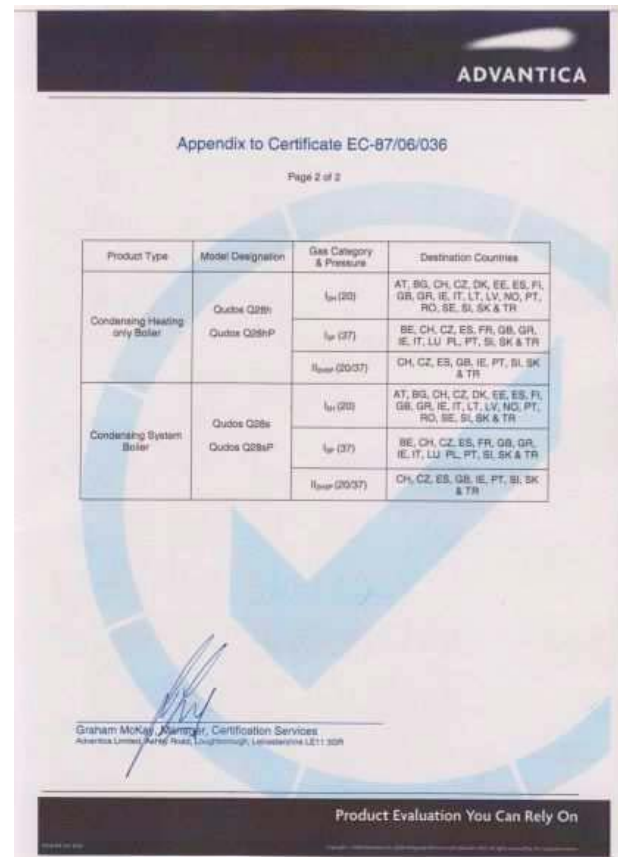 ADVANTICA
Appendix to Certificate EC-87/06/036
Page 2 of 2
Product Type
Model Designation
Gas Category
& Pressure
Destination Countries
Condensing Heating
only Boiler
Qudos Q28h
Qudos Q28hP
I2H (20)
AT, BG, CH, CZ, DK, EE, ES, FI,
GB, GR, IE, IT, LT, LV, NO, PT,
RO, SE, SI, SK & TR
I3P (37)
BE, CH, CZ, ES, FR, GB, GR,
IE, IT, LU PL, PT, SI, SK & TR
II2H3P (20/37)
CH, CZ, ES, GB, IE, PT, SI, SK
& TR
Condensing System
Boiler
Qudos Q28s
Qudos Q28sP
I2H (20)
AT, BG, CH, CZ, DK, EE, ES, FI,
GB, GR, IE, IT, LT, LV, NO, PT,
RO, SE, SI, SK & TR
I3P (37)
BE, CH, CZ, ES, FR, GB, GR,
IE, IT, LU PL, PT, SI, SK & TR
II2H3P (20/37)
CH, CZ, ES, GB, IE, PT, SI, SK
& TR
Graham McKay, Manager, Certification Services
Advantica Limited, Ashby Road, Loughborough, Leicestershire LE11 3GR
Product Evaluation You Can Rely On